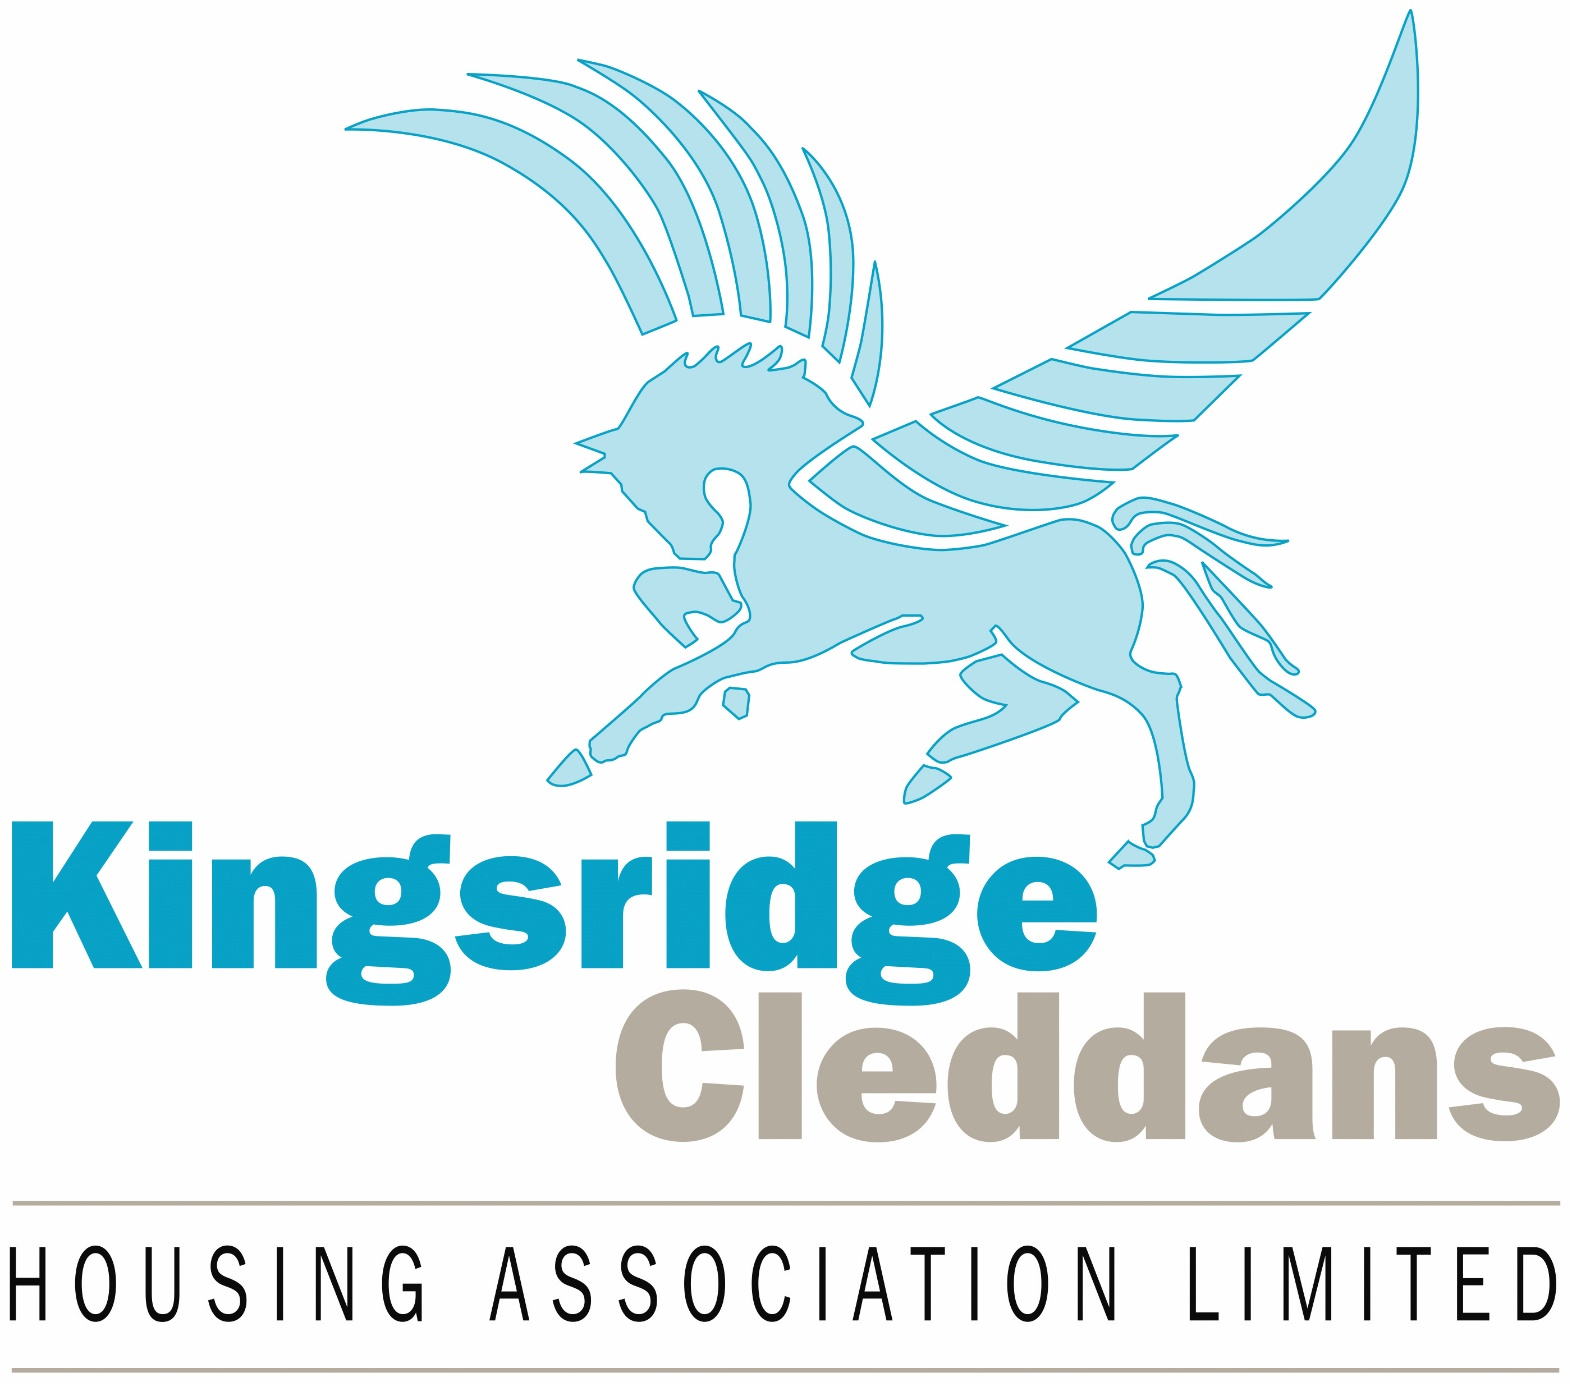 Kingsridge
Cleddans
HOUSING ASSOCIATION LIMITED